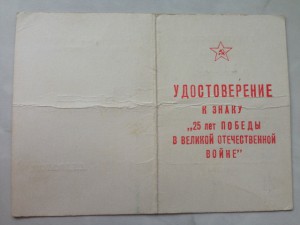 УДОСТОВЕРЕНИЕ
К ЗНАКУ
„25 лет ПОБЕДЫ
В ВЕЛИКОЙ ОТЕЧЕСТВЕННОЙ
ВОЙНЕ"